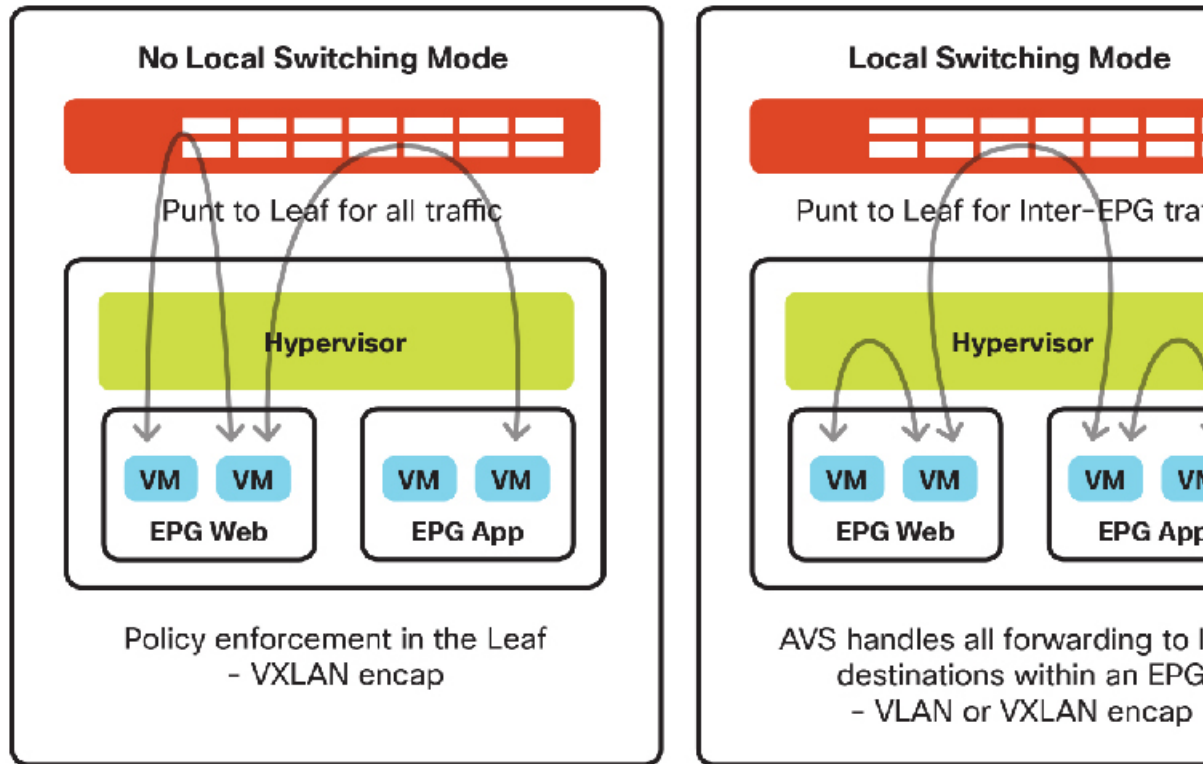 No Local Switching Mode
Punt to Leaf for all traffic
Hypervisor
VM VM VM VM
EPG Web EPG App
Policy enforcement in the Leaf
- VXLAN encap
Local Switching Mode
Punt to Leaf for Inter-EPG
Hypervisor
VM VM VM
EPG Web EPG App
AVS handles all forwarding to
destinations within an EPG
- VLAN or VXLAN encap